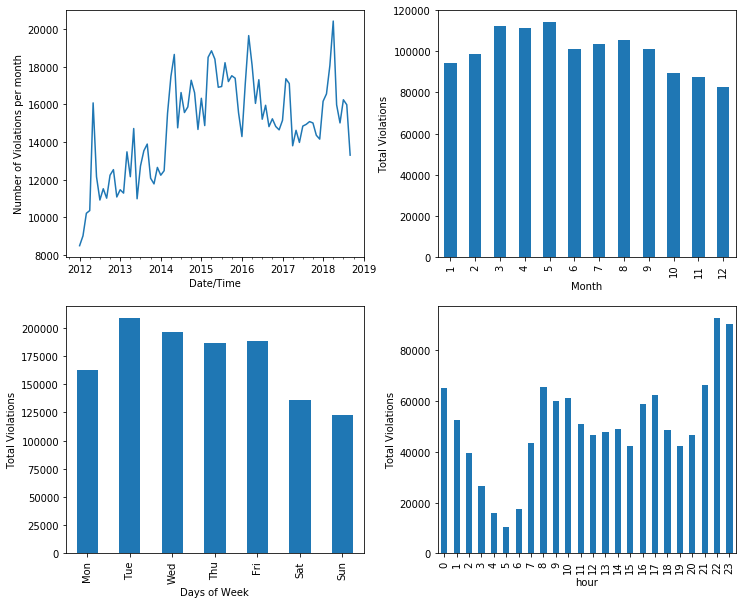 Number of Violations per month
20000
18000
16000
14000
12000
10000
8000
2012 2013 2014 2015 2016 2017 2018 2019
Date/Time
Total Violations
120000
100000
80000
60000
40000
20000
0
1 2 3 4 5 6 7 8 9 10 11 12
Month
Total Violations
200000
175000
150000
125000
100000
75000
50000
25000
0
Mon Tue Wed Thu Fri Sat Sun
Days of Week
Total Violations
80000
60000
40000
20000
0
0 1 2 3 4 5 6 7 8 9 10 11 12 13 14 15 16 17 18 19 20 21 22 23
hour